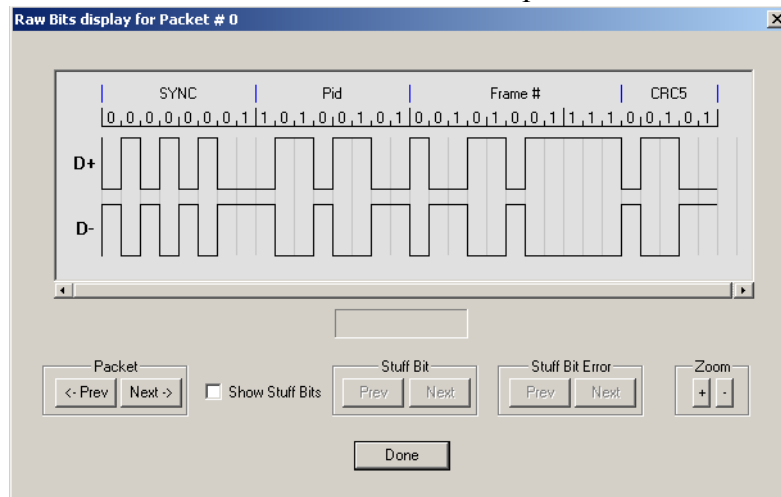 Raw Bits display for Packet # 0
SYNC Pid Frame # CRC5
0,0,0,0,0,0,0,1 1,0,1,0,0,1,0,1 0,0,1,0,1,0,0,1,1,1,1 0,0,1,0,1
D+
D-
Packet Stuff Bit Stuff Bit Error Zoom
<- Prev Next -> Show Stuff Bits Prev Next Prev Next + -
Done